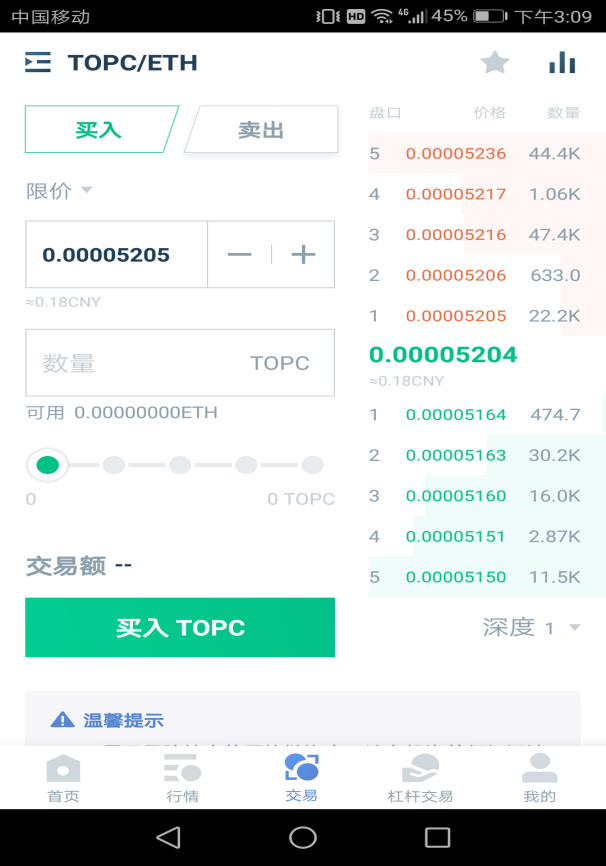 中国移动 HD 4G 45% 下午3:09
TOPC/ETH
买入 卖出
限价
0.00005205
≈0.18CNY
数量 TOPC
可用 0.00000000ETH
0 0 TOPC
交易额 --
买入 TOPC
盘口 价格 数量
5 0.00005236 44.4K
4 0.00005217 1.06K
3 0.00005216 47.4K
2 0.00005206 633.0
1 0.00005205 22.2K
0.00005204
≈0.18CNY
1 0.00005164 474.7
2 0.00005163 30.2K
3 0.00005160 16.0K
4 0.00005151 2.87K
5 0.00005150 11.5K
深度 1
温馨提示
首页 行情 交易 杠杆交易 我的